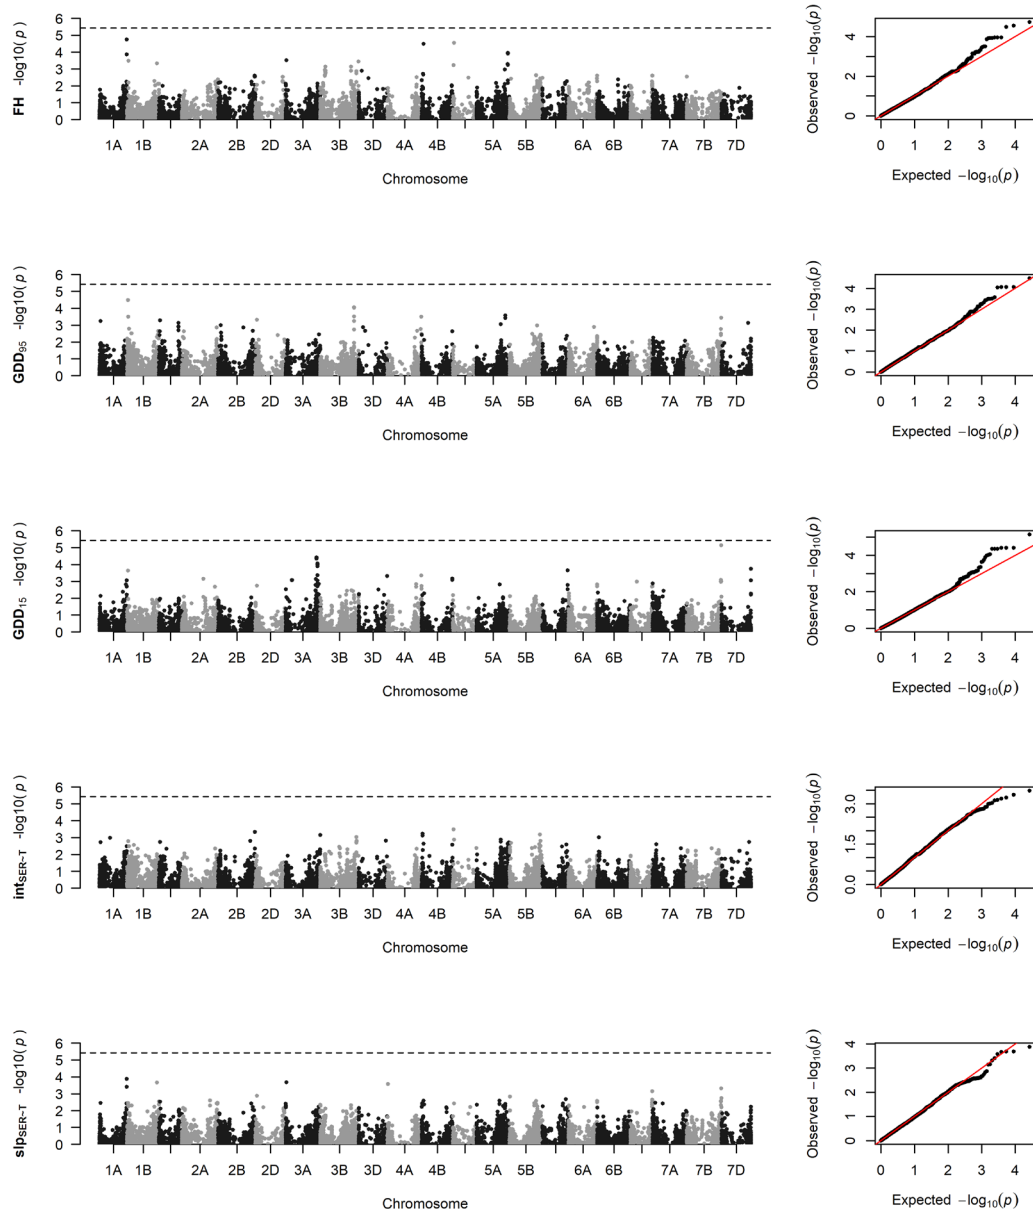 FH -log10(p)
6
5
4
3
2
1
0
1A 1B 2A 2B 2D 3A 3B 3D 4A 4B 5A 5B 6A 6B 7A 7B 7D
Chromosome
Observed −log10(p)
4
2
0
0 1 2 3 4
Expected −log10(p)
GDD95 -log10(p)
6
5
4
3
2
1
0
1A 1B 2A 2B 2D 3A 3B 3D 4A 4B 5A 5B 6A 6B 7A 7B 7D
Chromosome
Observed −log10(p)
4
3
2
1
0
0 1 2 3 4
Expected −log10(p)
GDD15 -log10(p)
6
5
4
3
2
1
0
1A 1B 2A 2B 2D 3A 3B 3D 4A 4B 5A 5B 6A 6B 7A 7B 7D
Chromosome
Observed −log10(p)
4
2
0
0 1 2 3 4
Expected −log10(p)
intSER-T -log10(p)
6
5
4
3
2
1
0
1A 1B 2A 2B 2D 3A 3B 3D 4A 4B 5A 5B 6A 6B 7A 7B 7D
Chromosome
Observed −log10(p)
3.0
1.5
0.0
0 1 2 3 4
Expected −log10(p)
slpSER-T -log10(p)
6
5
4
3
2
1
0
1A 1B 2A 2B 2D 3A 3B 3D 4A 4B 5A 5B 6A 6B 7A 7B 7D
Chromosome
Observed −log10(p)
4
3
2
1
0
0 1 2 3 4
Expected −log10(p)